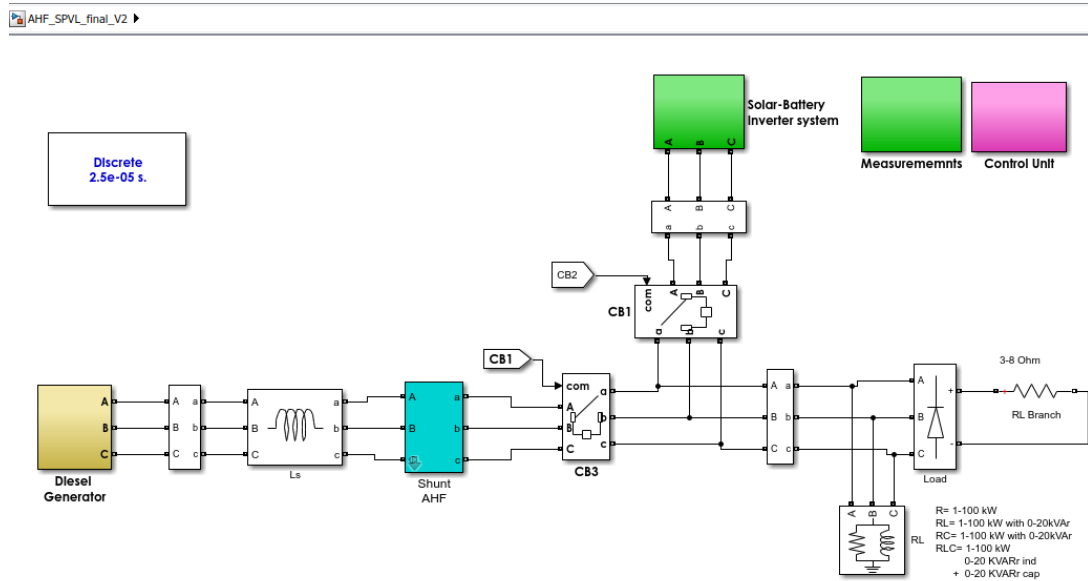 AHF_SPVL_final_V2
Discrete
2.5e-05 s.
Solar-Battery
Inverter system
A B C
Measurememnts
Control Unit
A B C
a b c
CB2
com
A B C
CB1
a b c
CB1
com
A
B
C
a
b
c
CB3
A
B
C
Diesel
Generator
A a
B b
C c
A a
B b
C c
Ls
A a
B b
c
Shunt
AHF
A a
B b
C c
A
B
C
+
-
Load
3-8 Ohm
+
RL Branch
A B C
RL
R= 1-100 kW
RL= 1-100 kW with 0-20kVAr
RC= 1-100 kW with 0-20kVAr
RLC= 1-100 kW
0-20 KVARr ind
+ 0-20 KVARr cap